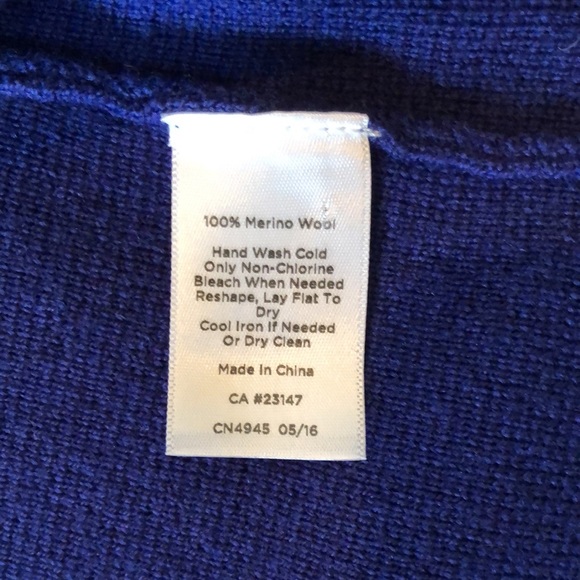 100% Merino Wool
Hand Wash Cold
Only Non-Chlorine
Bleach When Needed
Reshape, Lay Flat To
Dry
Cool Iron If Needed
Or Dry Clean
Made In China
CA #23147
CN4945 05/16